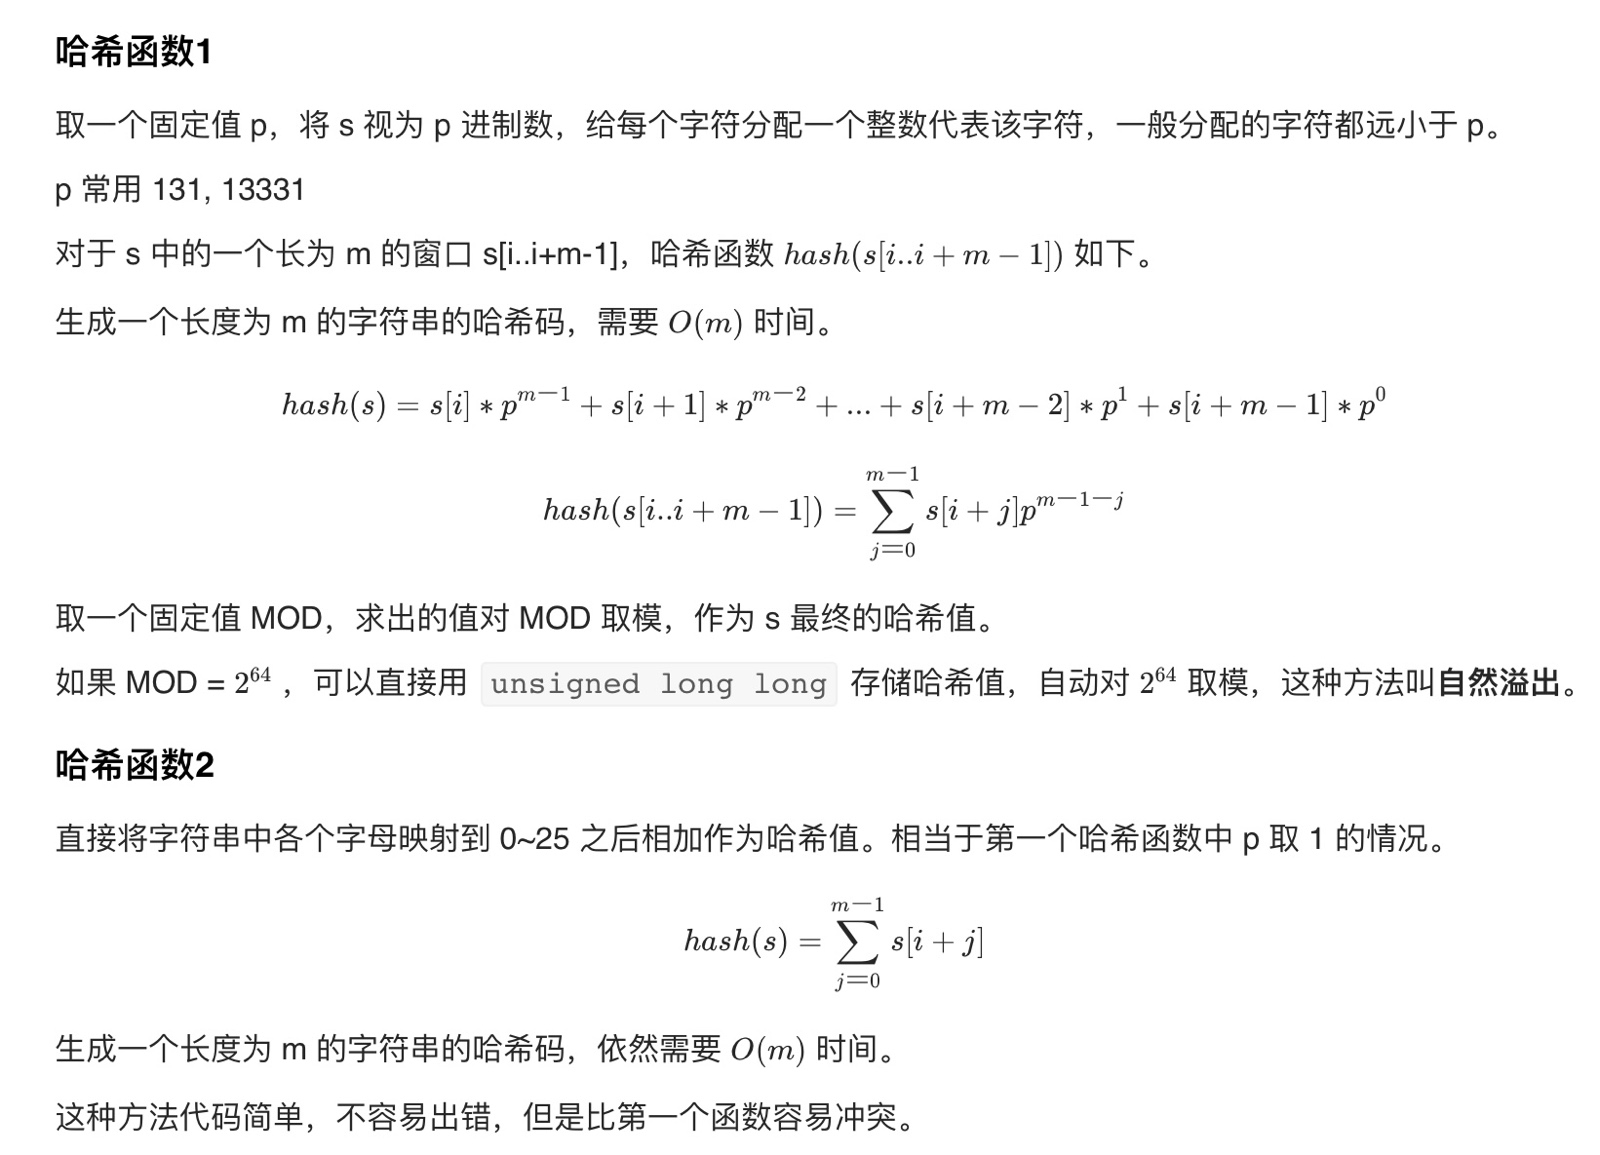 哈希函数1
取一个固定值 p，将 s 视为 p 进制数，给每个字符分配一个整数代表该字符，一般分配的字符都远小于 p。
p 常用 131, 13331
对于 s 中的一个长为 m 的窗口 s[i..i+m-1]，哈希函数 $hash(s[i..i+m-1])$ 如下。
生成一个长度为 m 的字符串的哈希码，需要 $O(m)$ 时间。
$hash(s) = s[i] * p^{m-1} + s[i+1] * p^{m-2} + ... + s[i+m-2] * p^1 + s[i+m-1] * p^0$
$hash(s[i..i+m-1]) = \sum_{j=0}^{m-1} s[i+j]p^{m-1-j}$
取一个固定值 MOD，求出的值对 MOD 取模，作为 s 最终的哈希值。
如果 MOD = $2^{64}$ ，可以直接用 unsigned long long 存储哈希值，自动对 $2^{64}$ 取模，这种方法叫自然溢出。
哈希函数2
直接将字符串中各个字母映射到 0~25 之后相加作为哈希值。相当于第一个哈希函数中 p 取 1 的情况。
$hash(s) = \sum_{j=0}^{m-1} s[i+j]$
生成一个长度为 m 的字符串的哈希码，依然需要 $O(m)$ 时间。
这种方法代码简单，不容易出错，但是比第一个函数容易冲突。